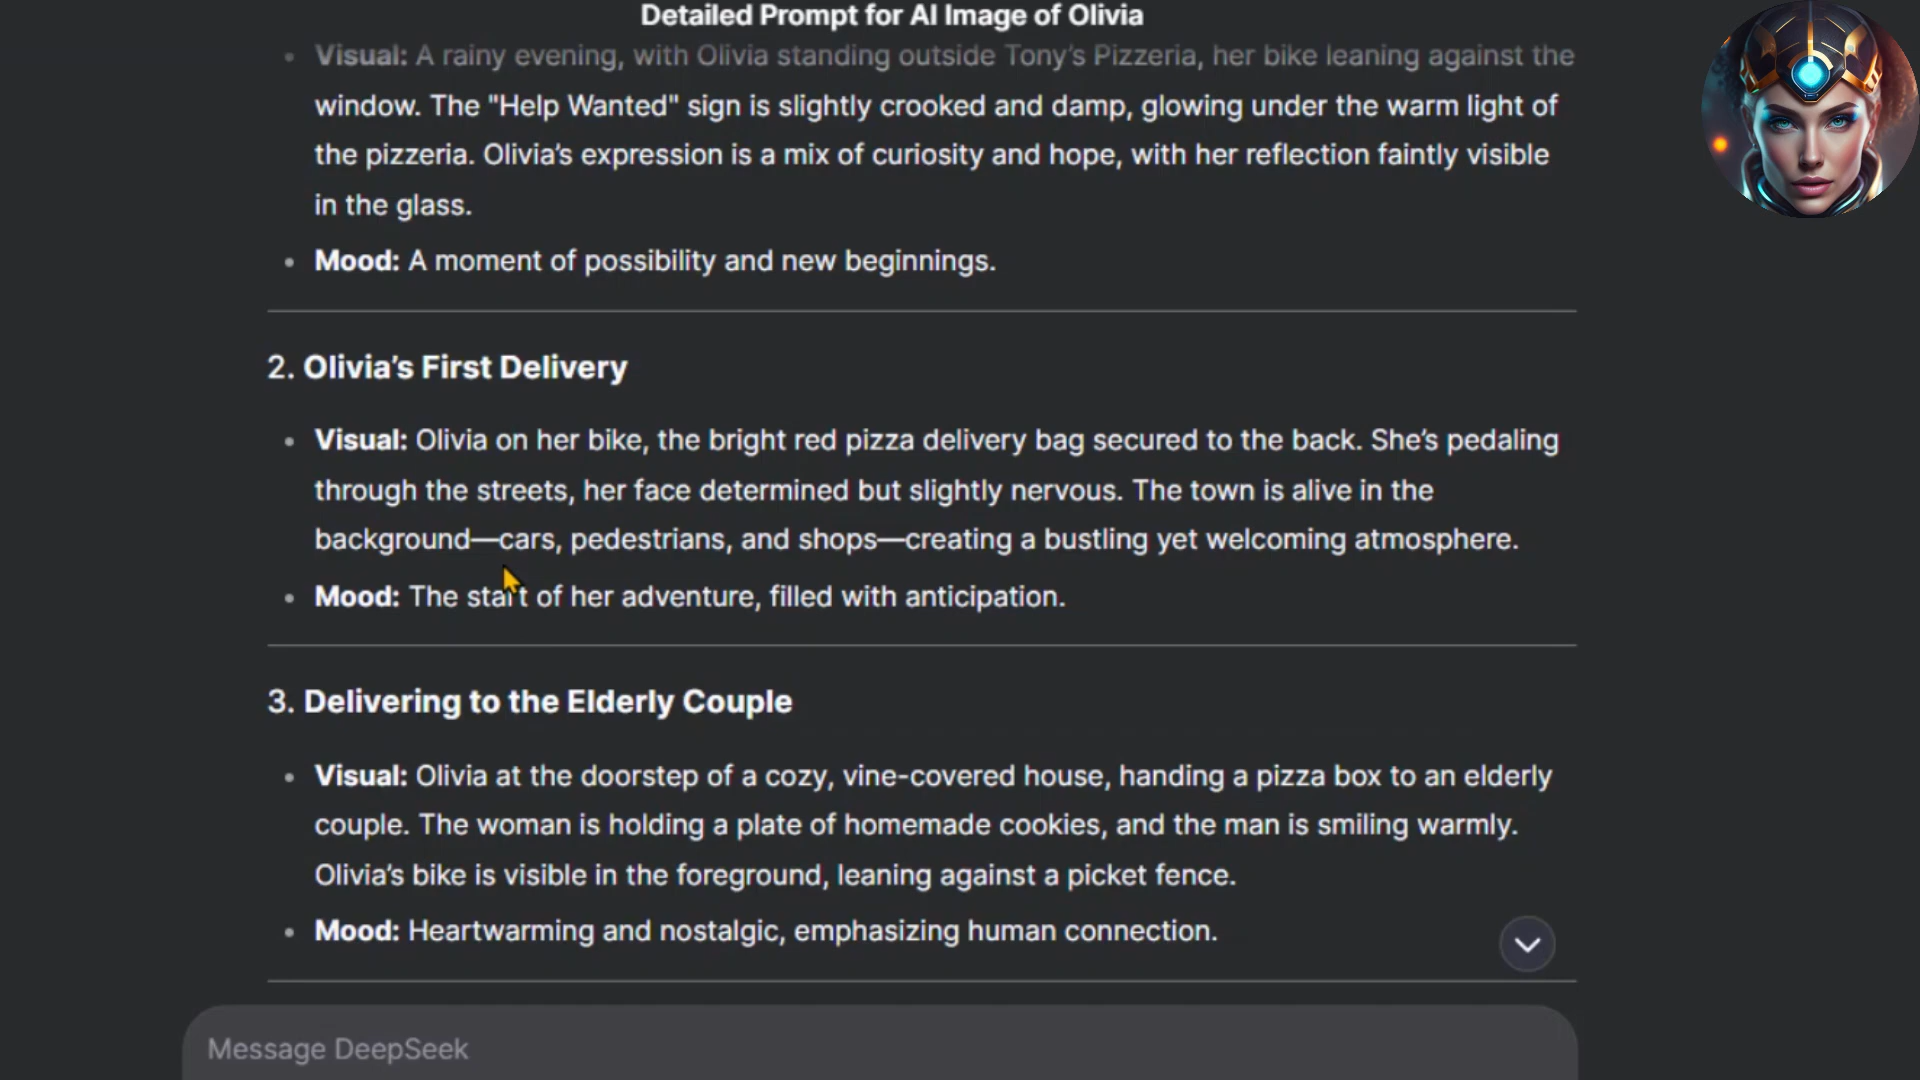 Detailed Prompt for AI Image of Olivia
Visual: A rainy evening, with Olivia standing outside Tony’s Pizzeria, her bike leaning against the
window. The "Help Wanted" sign is slightly crooked and damp, glowing under the warm light of
the pizzeria. Olivia’s expression is a mix of curiosity and hope, with her reflection faintly visible
in the glass.
Mood: A moment of possibility and new beginnings.
2. Olivia’s First Delivery
Visual: Olivia on her bike, the bright red pizza delivery bag secured to the back. She’s pedaling
through the streets, her face determined but slightly nervous. The town is alive in the
background—cars, pedestrians, and shops—creating a bustling yet welcoming atmosphere.
Mood: The start of her adventure, filled with anticipation.
3. Delivering to the Elderly Couple
Visual: Olivia at the doorstep of a cozy, vine-covered house, handing a pizza box to an elderly
couple. The woman is holding a plate of homemade cookies, and the man is smiling warmly.
Olivia’s bike is visible in the foreground, leaning against a picket fence.
Mood: Heartwarming and nostalgic, emphasizing human connection.
Message DeepSeek